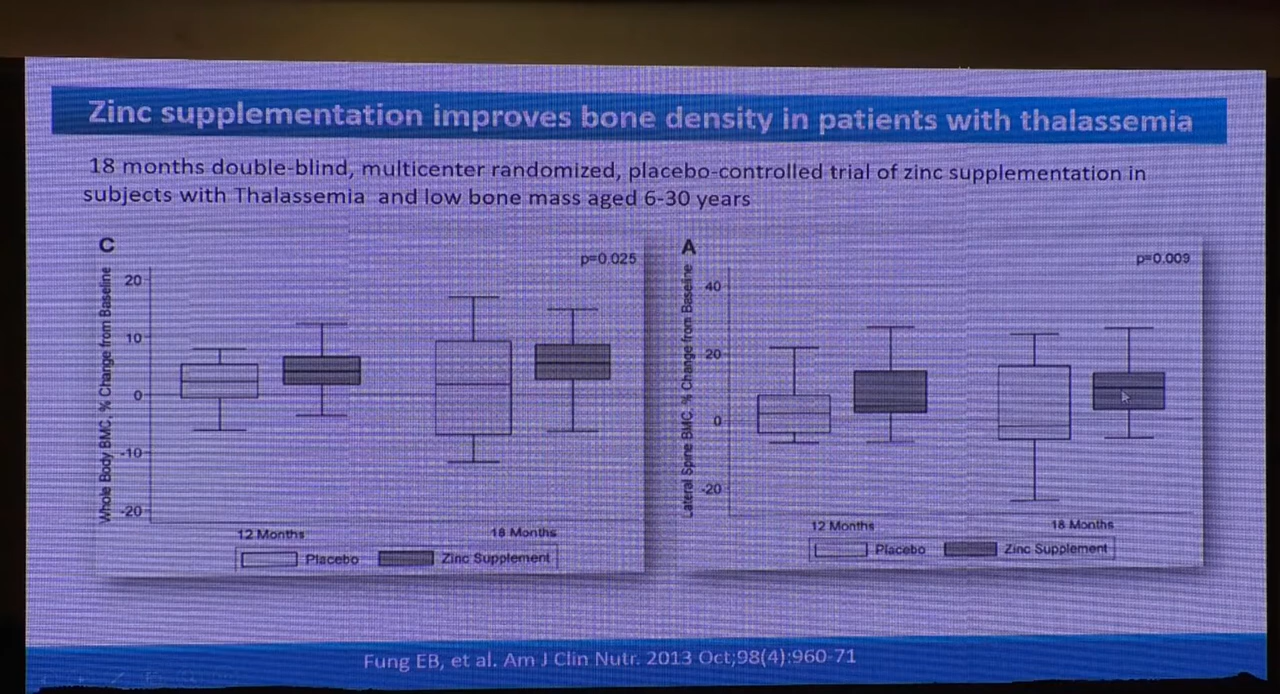 Zinc supplementation improves bone density in patients with thalassemia
18 months double-blind, multicenter randomized, placebo-controlled trial of zinc supplementation in
subjects with Thalassemia and low bone mass aged 6-30 years
C
p=0.025
Whole Body BMC, % Change from Baseline
20
10
0
-10
-20
12 Months
18 Months
Placebo
Zinc Supplement
A
p=0.009
Lateral Spine BMC, % Change from Baseline
40
20
0
-20
12 Months
18 Months
Placebo
Zinc Supplement
Fung EB, et al. Am J Clin Nutr. 2013 Oct;98(4):960-71